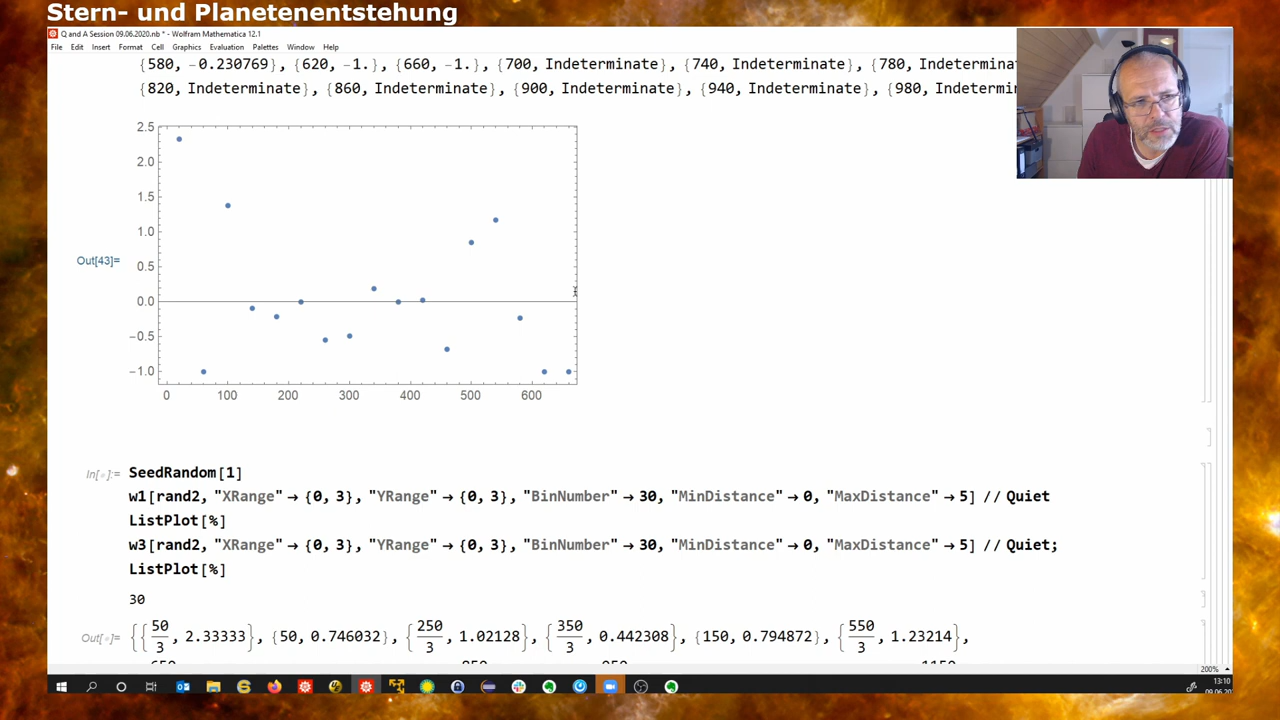 Stern- und Planetenentstehung
Q and A Session 09.06.2020.nb * - Wolfram Mathematica 12.1
File Edit Insert Format Cell Graphics Evaluation Palettes Window Help
{580, -0.230769}, {620, -1.}, {660, -1.}, {700, Indeterminate}, {740, Indeterminate}, {780,
{820, Indeterminate}, {860, Indeterminate}, {900, Indeterminate}, {940, Indeterminate}, {980,
2.5
2.0
1.5
1.0
Out[43]=
0.5
0.0
-0.5
-1.0
0 100 200 300 400 500 600
In[◦]:= SeedRandom[1]
w1[rand2, "XRange" → {0, 3}, "YRange" → {0, 3}, "BinNumber" → 30, "MinDistance" → 0, "MaxDistance" → 5] // Quiet
ListPlot[%]
w3[rand2, "XRange" → {0, 3}, "YRange" → {0, 3}, "BinNumber" → 30, "MinDistance" → 0, "MaxDistance" → 5] // Quiet;
ListPlot[%]
30
Out[◦]= {{50/3, 2.33333}, {50, 0.746032}, {250/3, 1.02128}, {350/3, 0.442308}, {150, 0.794872}, {550/3, 1.23214},
200%
13:10